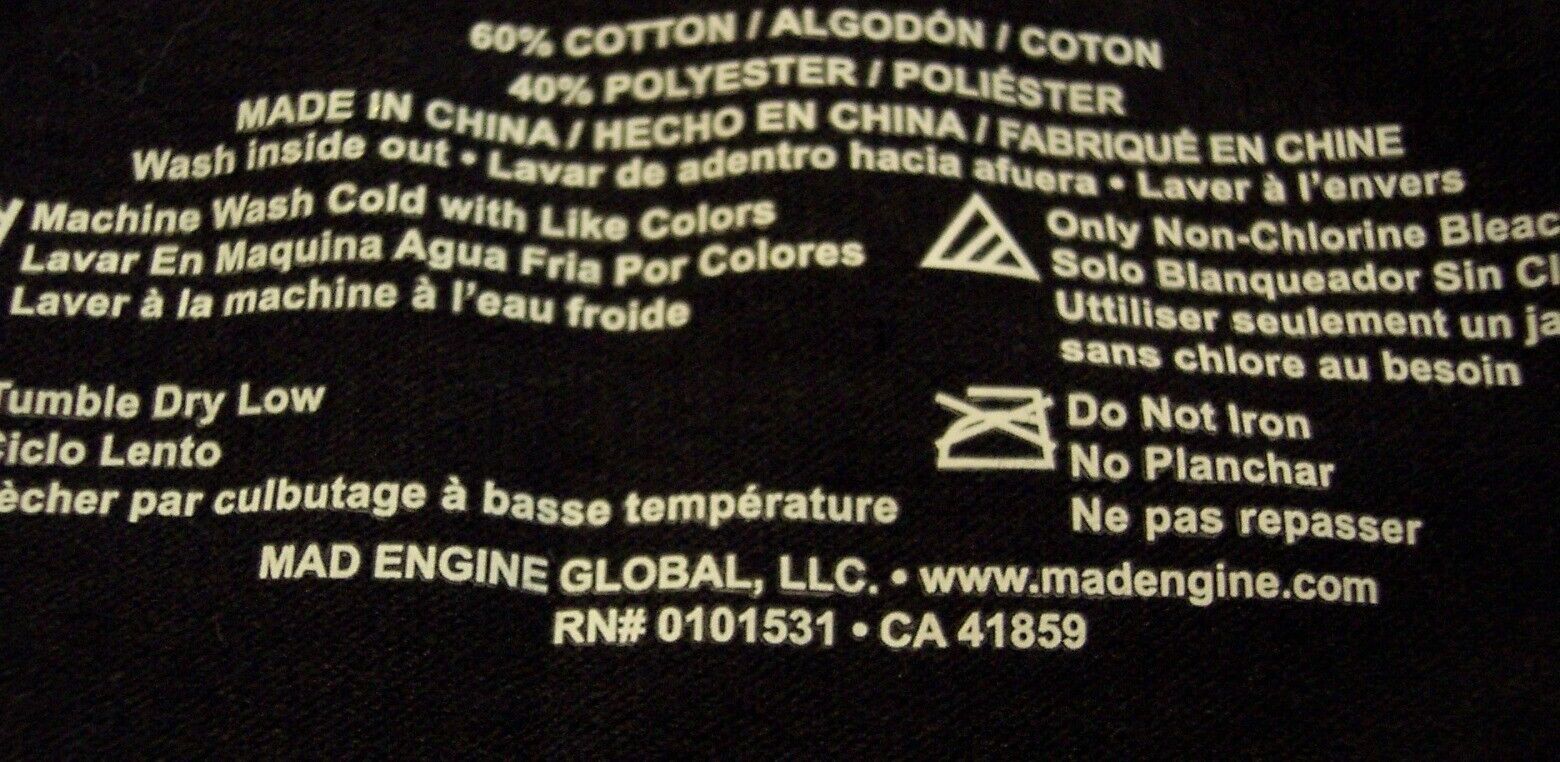 60% COTTON / ALGODÓN / COTON
40% POLYESTER / POLIÉSTER
MADE IN CHINA / HECHO EN CHINA / FABRIQUÉ EN CHINE
Wash inside out • Lavar de adentro hacia afuera • Laver à l'envers
Machine Wash Cold with Like Colors
Lavar En Maquina Agua Fria Por Colores
Laver à la machine à l'eau froide
Only Non-Chlorine Bleac
Solo Blanqueador Sin Cl
Uttiliser seulement un ja
sans chlore au besoin
Tumble Dry Low
Ciclo Lento
ècher par culbutage à basse température
Do Not Iron
No Planchar
Ne pas repasser
MAD ENGINE GLOBAL, LLC. • www.madengine.com
RN# 0101531 • CA 41859